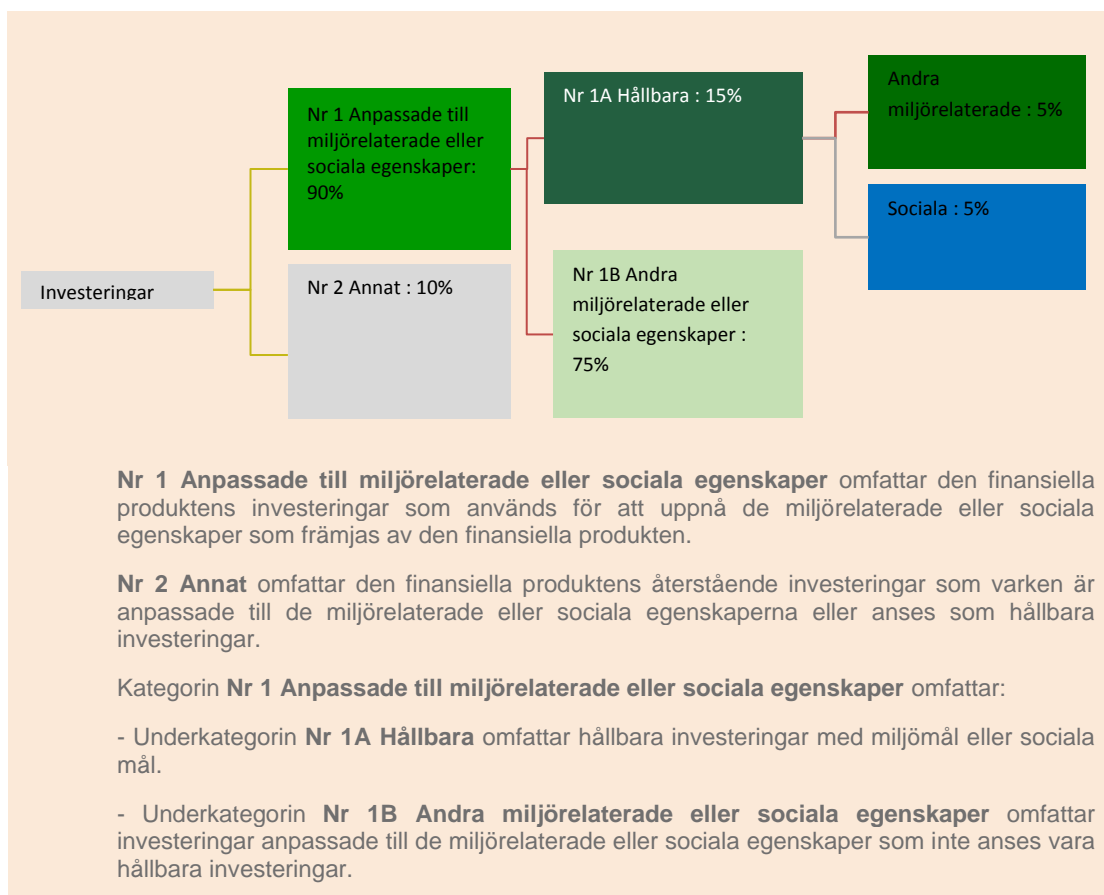 Investeringar
Nr 1 Anpassade till
miljörelaterade eller
sociala egenskaper:
90%
Nr 2 Annat : 10%
Nr 1A Hållbara : 15%
Nr 1B Andra
miljörelaterade eller
sociala egenskaper :
75%
Andra
miljörelaterade : 5%
Sociala : 5%
Nr 1 Anpassade till miljörelaterade eller sociala egenskaper omfattar den finansiella
produktens investeringar som används för att uppnå de miljörelaterade eller sociala
egenskaper som främjas av den finansiella produkten.
Nr 2 Annat omfattar den finansiella produktens återstående investeringar som varken är
anpassade till de miljörelaterade eller sociala egenskaperna eller anses som hållbara
investeringar.
Kategorin Nr 1 Anpassade till miljörelaterade eller sociala egenskaper omfattar:
- Underkategorin Nr 1A Hållbara omfattar hållbara investeringar med miljömål eller sociala
mål.
- Underkategorin Nr 1B Andra miljörelaterade eller sociala egenskaper omfattar
investeringar anpassade till de miljörelaterade eller sociala egenskaper som inte anses vara
hållbara investeringar.